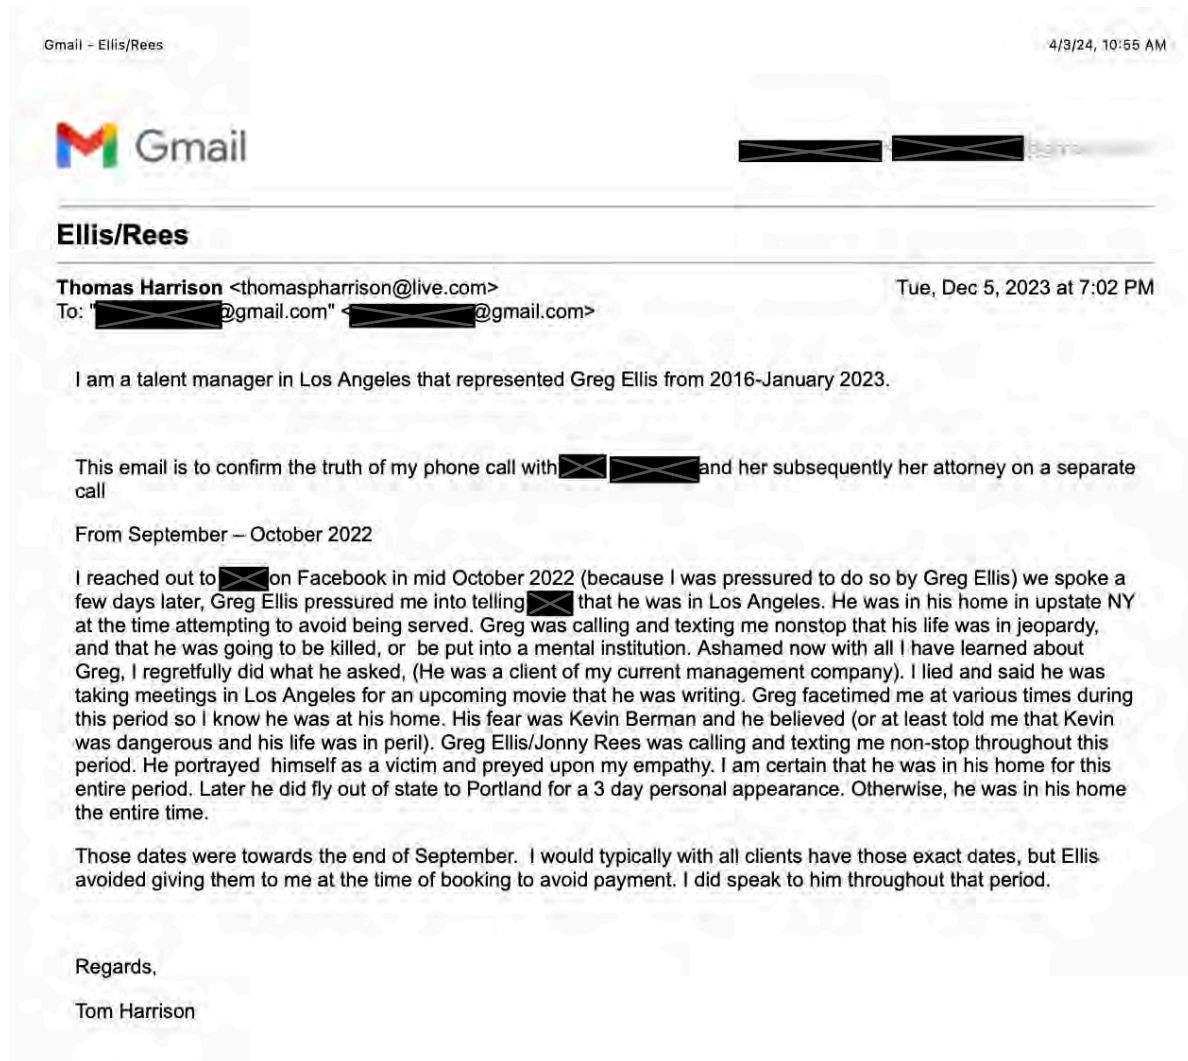 Gmail - Ellis/Rees 4/3/24, 10:55 AM
Gmail
Ellis/Rees
Thomas Harrison <thomaspharrison@live.com> Tue, Dec 5, 2023 at 7:02 PM
To: " @gmail.com" < @gmail.com>
I am a talent manager in Los Angeles that represented Greg Ellis from 2016-January 2023.
This email is to confirm the truth of my phone call with and her subsequently her attorney on a separate
call
From September – October 2022
I reached out to on Facebook in mid October 2022 (because I was pressured to do so by Greg Ellis) we spoke a
few days later, Greg Ellis pressured me into telling that he was in Los Angeles. He was in his home in upstate NY
at the time attempting to avoid being served. Greg was calling and texting me nonstop that his life was in jeopardy,
and that he was going to be killed, or be put into a mental institution. Ashamed now with all I have learned about
Greg, I regretfully did what he asked, (He was a client of my current management company). I lied and said he was
taking meetings in Los Angeles for an upcoming movie that he was writing. Greg facetimed me at various times during
this period so I know he was at his home. His fear was Kevin Berman and he believed (or at least told me that Kevin
was dangerous and his life was in peril). Greg Ellis/Jonny Rees was calling and texting me non-stop throughout this
period. He portrayed himself as a victim and preyed upon my empathy. I am certain that he was in his home for this
entire period. Later he did fly out of state to Portland for a 3 day personal appearance. Otherwise, he was in his home
the entire time.
Those dates were towards the end of September. I would typically with all clients have those exact dates, but Ellis
avoided giving them to me at the time of booking to avoid payment. I did speak to him throughout that period.
Regards,
Tom Harrison